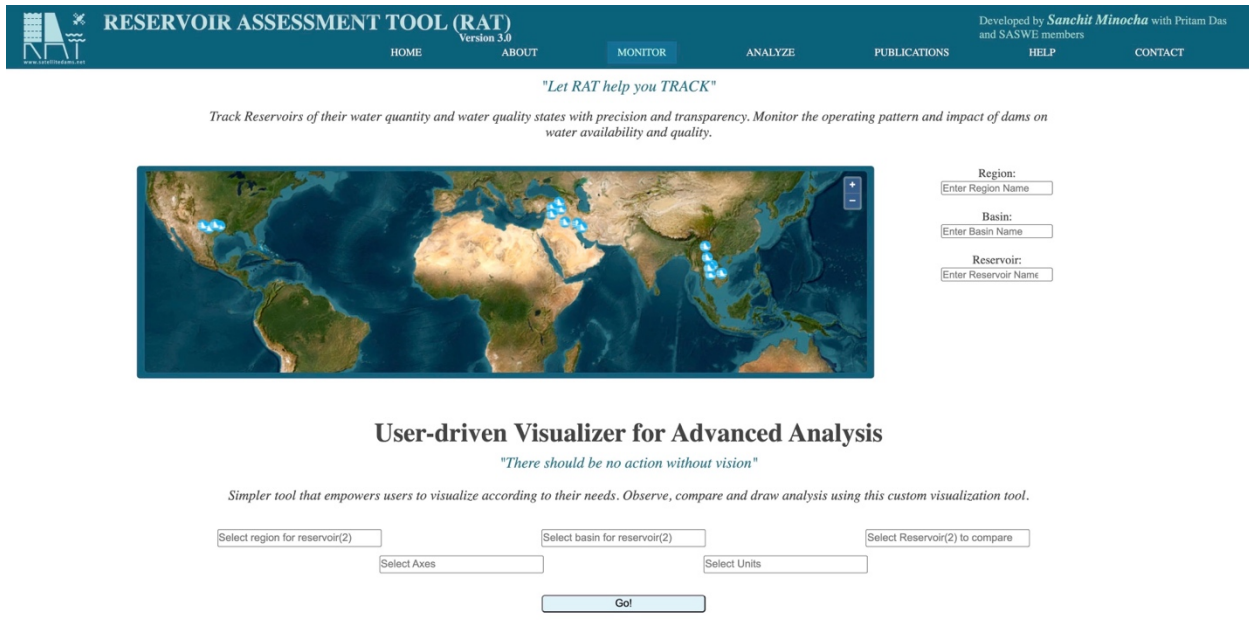 RESERVOIR ASSESSMENT TOOL (RAT)
Version 3.0
Developed by Sanchit Minocha with Pritam Das
and SASWE members
RAT
www.satellitedams.net
HOME ABOUT MONITOR ANALYZE PUBLICATIONS HELP CONTACT
"Let RAT help you TRACK"
Track Reservoirs of their water quantity and water quality states with precision and transparency. Monitor the operating pattern and impact of dams on
water availability and quality.
+
−
Region:
Enter Region Name
Basin:
Enter Basin Name
Reservoir:
Enter Reservoir Name
User-driven Visualizer for Advanced Analysis
"There should be no action without vision"
Simpler tool that empowers users to visualize according to their needs. Observe, compare and draw analysis using this custom visualization tool.
Select region for reservoir(2) Select basin for reservoir(2) Select Reservoir(2) to compare
Select Axes Select Units
Go!